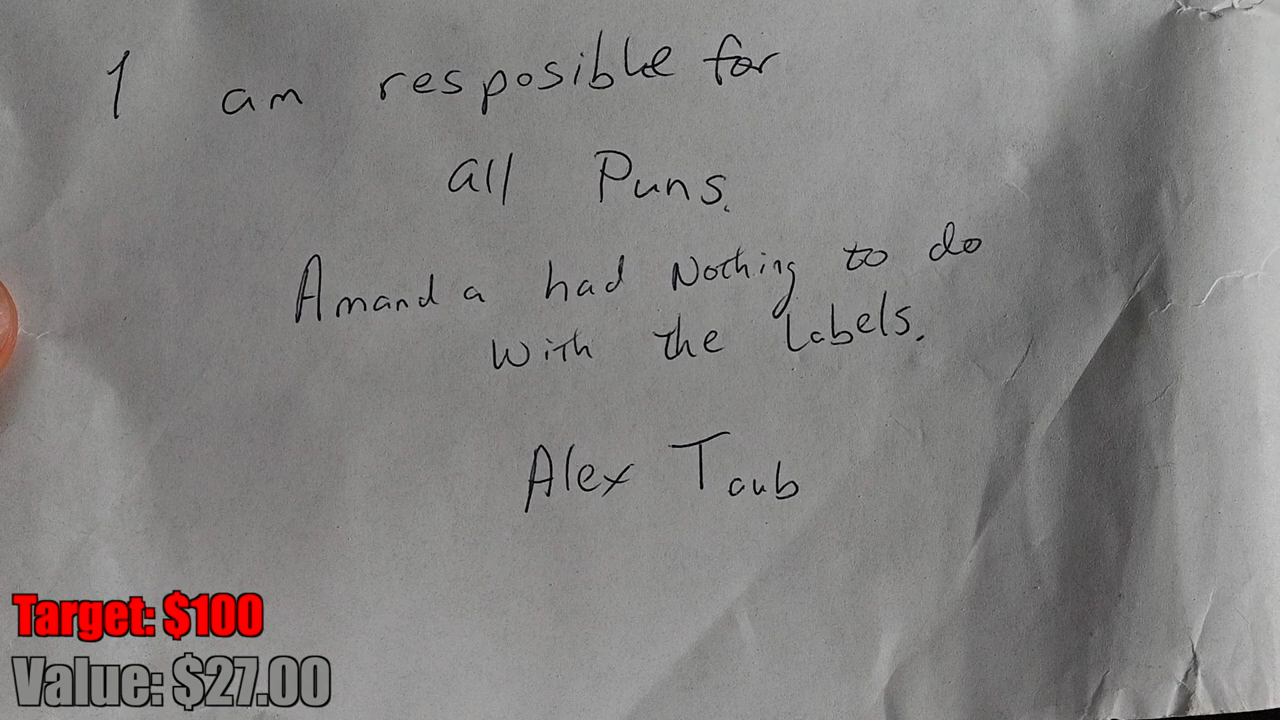 I am resposible for
all Puns.
Amanda had Nothing to do
with the Labels.
Alex Taub
Target: $100
Value: $27.00